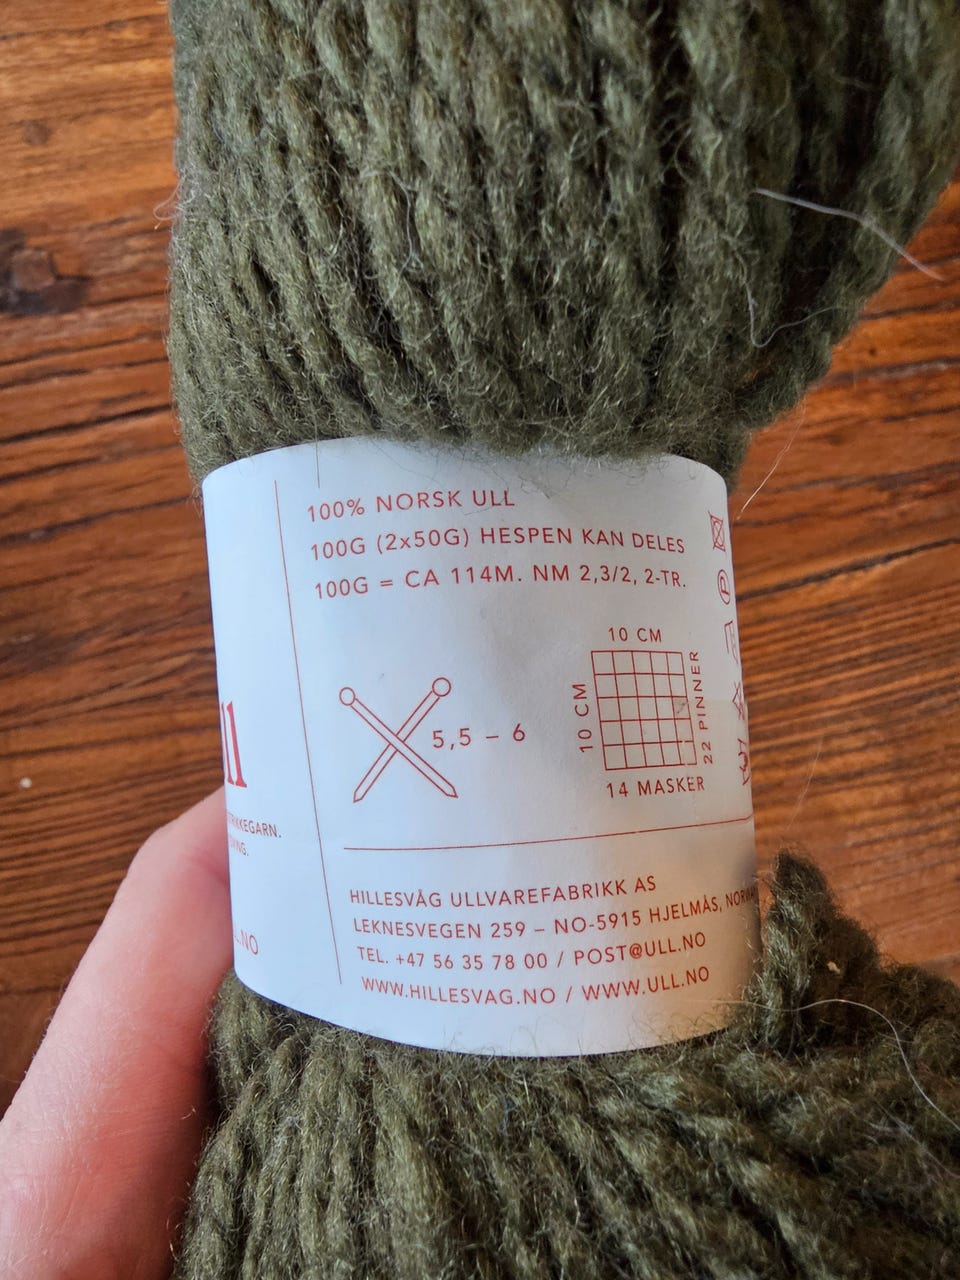 100% NORSK ULL
100G (2x50G) HESPEN KAN DELES
100G = CA 114M. NM 2,3/2, 2-TR.
10 CM
10 CM
22 PINNER
5,5 – 6
14 MASKER
HILLESVÅG ULLVAREFABRIKK AS
LEKNESVEGEN 259 – NO-5915 HJELMÅS,
TEL. +47 56 35 78 00 / POST@ULL.NO
WWW.HILLESVAG.NO / WWW.ULL.NO